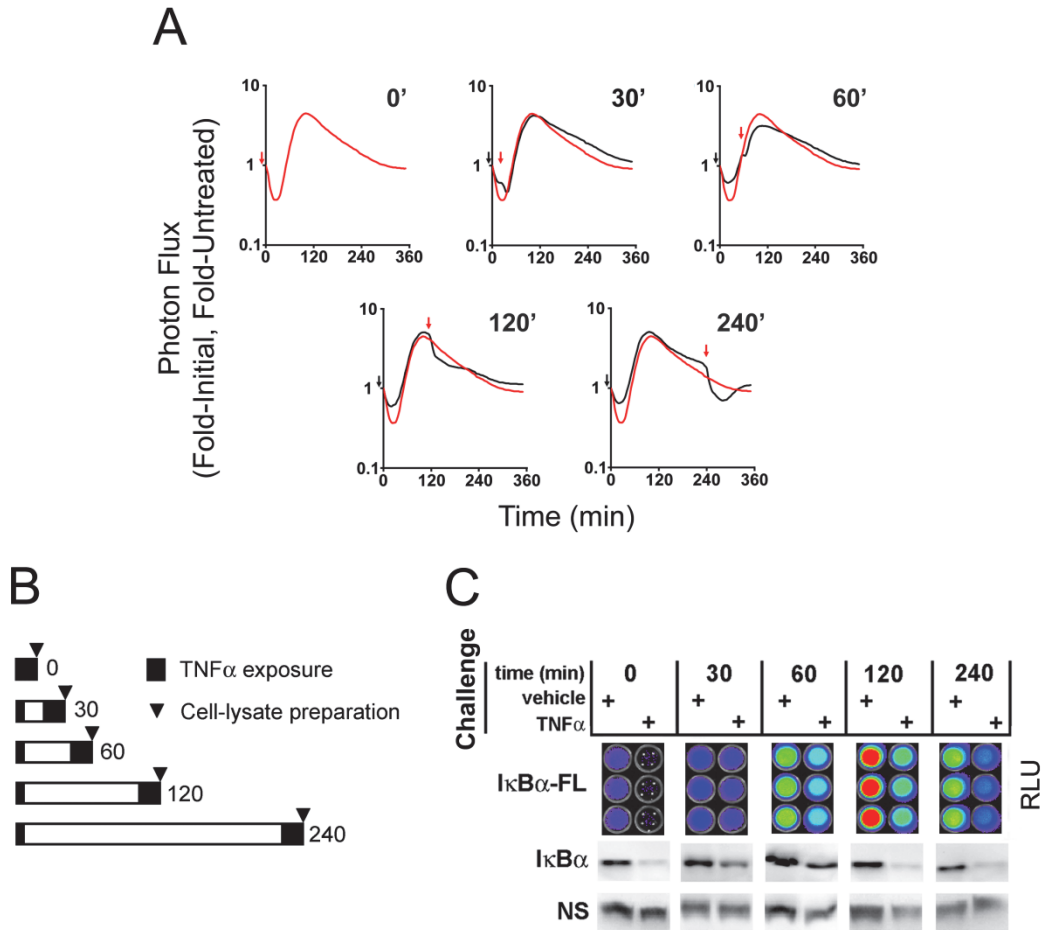 A
Photon Flux
(Fold-Initial, Fold-Untreated)
10
1
0.1
0
120
240
360
0'
10
1
0.1
0
120
240
360
30'
10
1
0.1
0
120
240
360
60'
10
1
0.1
0
120
240
360
120'
10
1
0.1
0
120
240
360
240'
Time (min)
B
0
30
60
120
240
TNFα exposure
Cell-lysate preparation
C
Challenge
time (min) 0 30 60 120 240
vehicle + + + + +
TNFα + + + + +
IκBα-FL
RLU
IκBα
NS